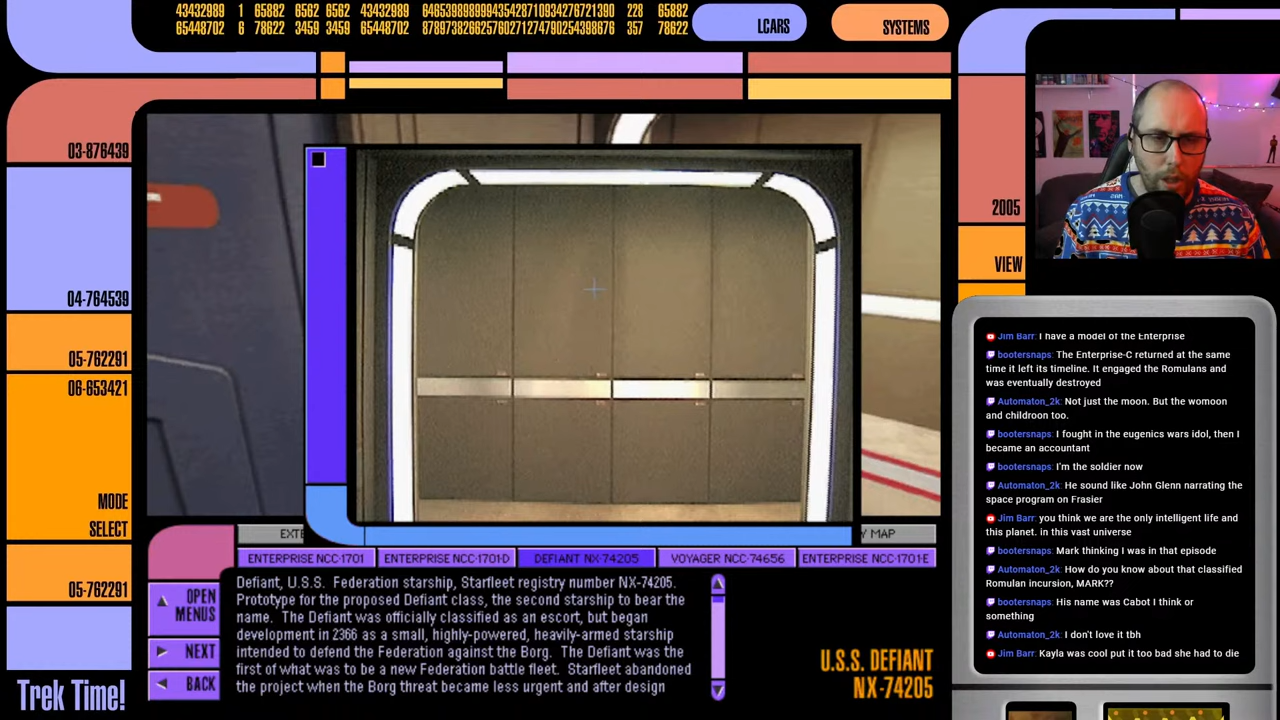 43432989 1 65882 6562 6562 43432989 64653989899435428710934276721390 228 65882
65448702 6 78622 3459 3459 65448702 87897382662576027127479025439867​6 357 78622
LCARS
SYSTEMS
03-876439
04-764539
05-762291
06-653421
MODE
SELECT
05-762291
Trek Time!
2005
VIEW
EXTE
Y MAP
ENTERPRISE NCC-1701
ENTERPRISE NCC-1701-D
DEFIANT NX-74205
VOYAGER NCC-74656
ENTERPRISE NCC-1701-E
OPEN
MENUS
NEXT
BACK
Defiant, U.S.S. Federation starship, Starfleet registry number NX-74205.
Prototype for the proposed Defiant class, the second starship to bear the
name. The Defiant was officially classified as an escort, but began
development in 2366 as a small, highly-powered, heavily-armed starship
intended to defend the Federation against the Borg. The Defiant was the
first of what was to be a new Federation battle fleet. Starfleet abandoned
the project when the Borg threat became less urgent and after design
U.S.S. DEFIANT
NX-74205
Jim Barr: I have a model of the Enterprise
bootersnaps: The Enterprise-C returned at the same
time it left its timeline. It engaged the Romulans and
was eventually destroyed
Automaton_2k: Not just the moon. But the womoon
and childroon too.
bootersnaps: I fought in the eugenics wars idol, then I
became an accountant
bootersnaps: I'm the soldier now
Automaton_2k: He sound like John Glenn narrating the
space program on Frasier
Jim Barr: you think we are the only intelligent life and
this planet. in this vast universe
bootersnaps: Mark thinking I was in that episode
Automaton_2k: How do you know about that classified
Romulan incursion, MARK??
bootersnaps: His name was Cabot I think or
something
Automaton_2k: I don't love it tbh
Jim Barr: Kayla was cool put it too bad she had to die